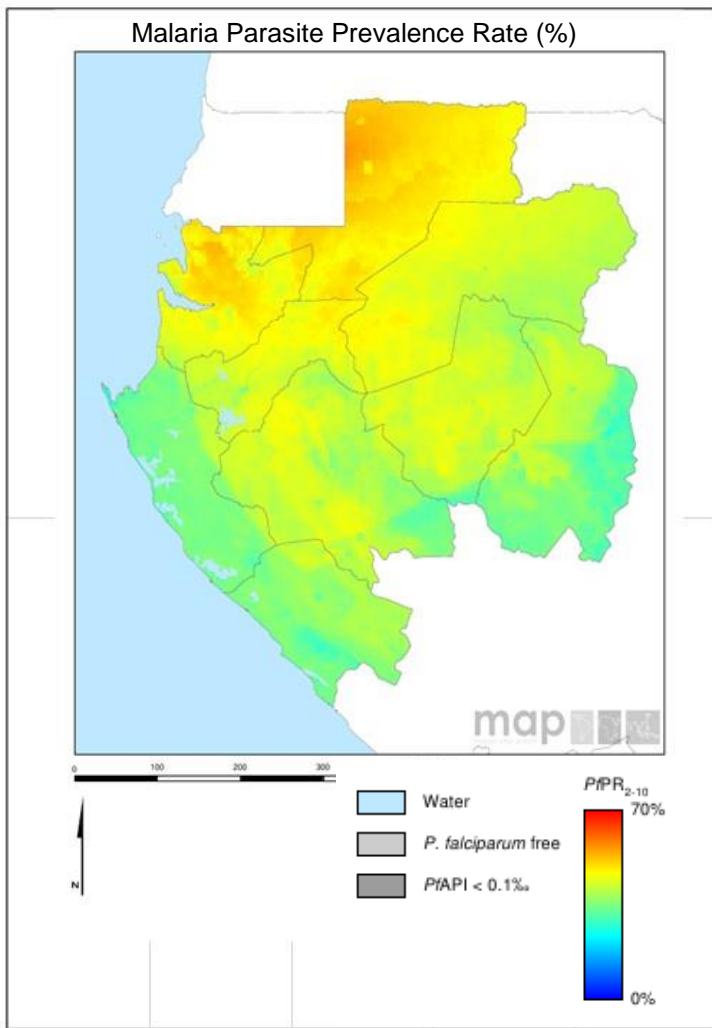 Malaria Parasite Prevalence Rate (%)
map
0 100 200 300
PfPR2-10
70%
Water
P. falciparum free
PfAPI < 0.1‰
N
0%